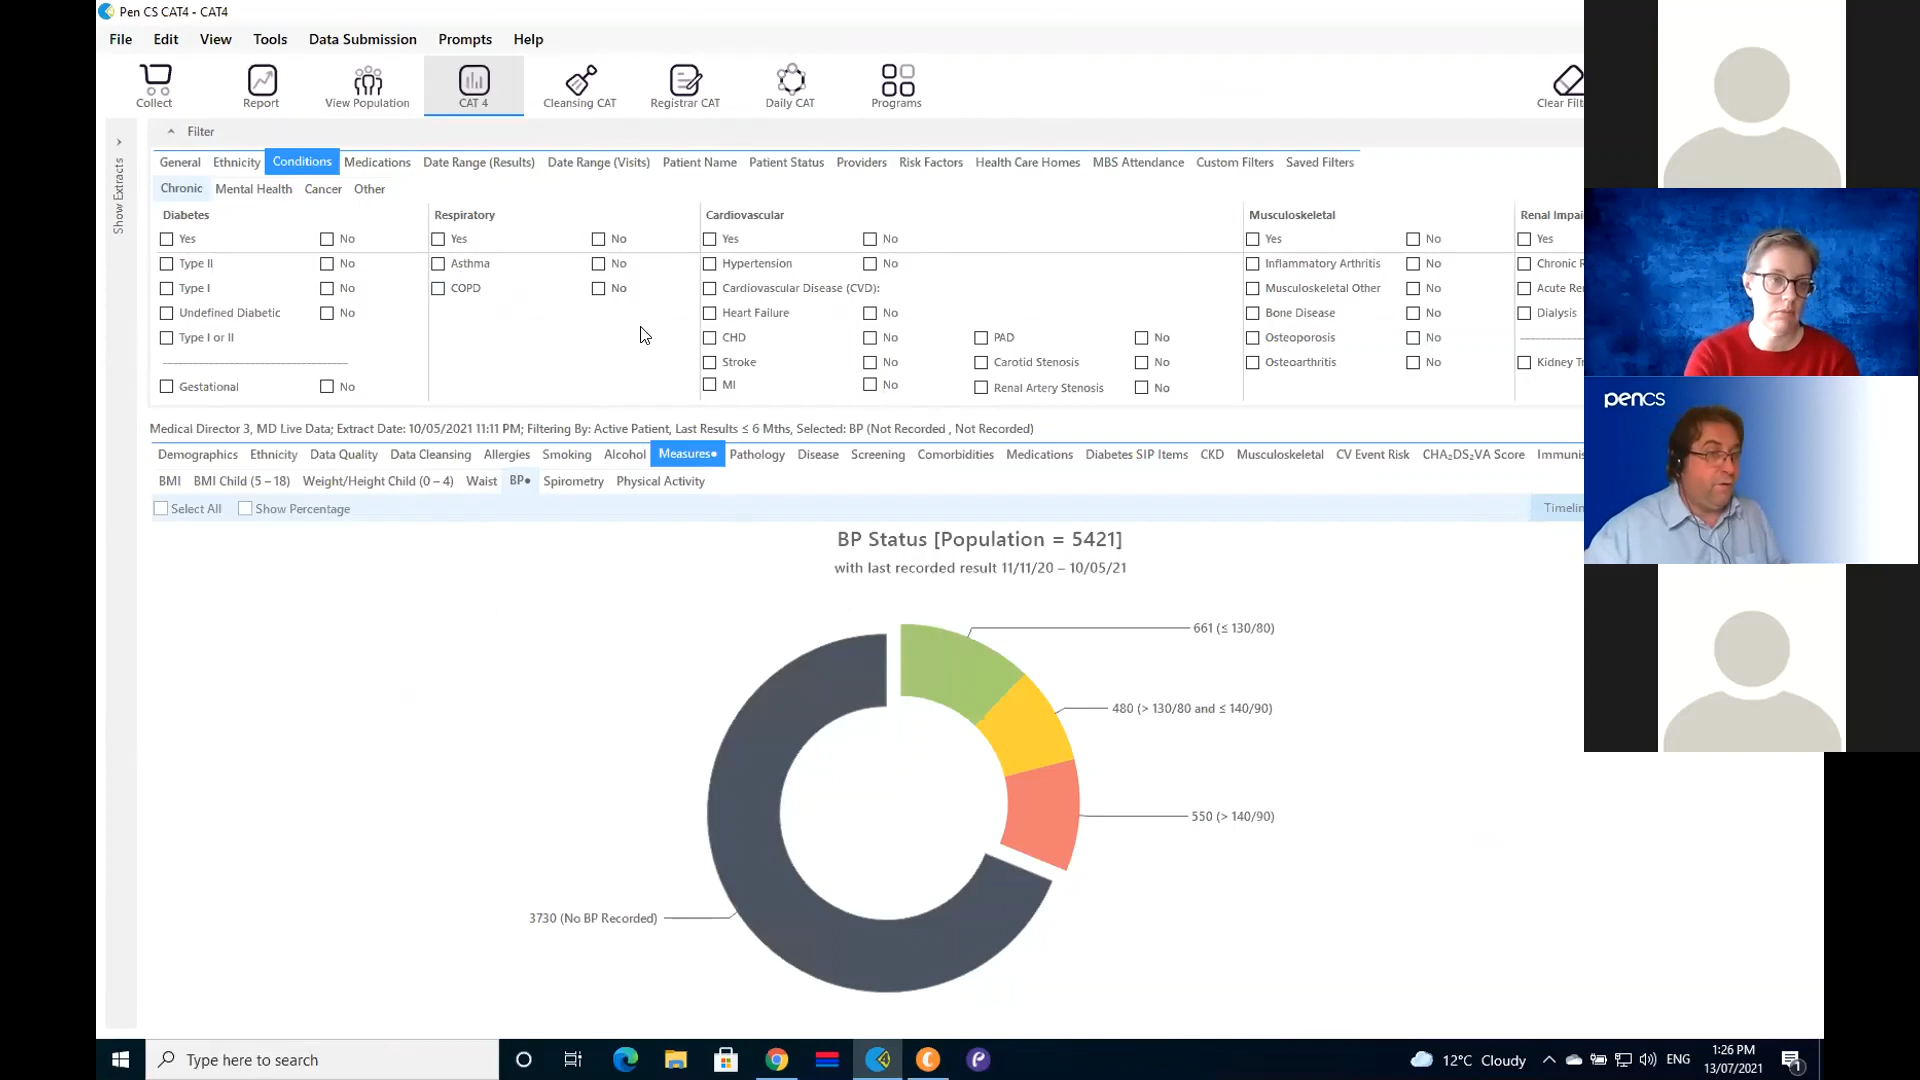 Pen CS CAT4 - CAT4
File Edit View Tools Data Submission Prompts Help
Collect Report View Population CAT 4 Cleansing CAT Registrar CAT Daily CAT Programs Clear Filt
Filter
General Ethnicity Conditions Medications Date Range (Results) Date Range (Visits) Patient Name Patient Status Providers Risk Factors Health Care Homes MBS Attendance Custom Filters Saved Filters
Chronic Mental Health Cancer Other
Show Extracts
Diabetes Respiratory Cardiovascular Musculoskeletal Renal Impai
Yes No Yes No Yes No Yes No Yes
Type II No Asthma No Hypertension No Inflammatory Arthritis No Chronic R
Type I No COPD No Cardiovascular Disease (CVD): Musculoskeletal Other No Acute Re
Undefined Diabetic No Heart Failure No Bone Disease No Dialysis
Type I or II CHD No PAD No Osteoporosis No
Stroke No Carotid Stenosis No Osteoarthritis No Kidney Tr
Gestational No MI No Renal Artery Stenosis No
Medical Director 3, MD Live Data; Extract Date: 10/05/2021 11:11 PM; Filtering By: Active Patient, Last Results ≤ 6 Mths, Selected: BP (Not Recorded , Not Recorded)
Demographics Ethnicity Data Quality Data Cleansing Allergies Smoking Alcohol Measures• Pathology Disease Screening Comorbidities Medications Diabetes SIP Items CKD Musculoskeletal CV Event Risk CHA₂DS₂VA Score Immunis
BMI BMI Child (5 – 18) Weight/Height Child (0 – 4) Waist BP• Spirometry Physical Activity
Select All Show Percentage Timelin
BP Status [Population = 5421]
with last recorded result 11/11/20 – 10/05/21
661 (≤ 130/80)
480 (> 130/80 and ≤ 140/90)
550 (> 140/90)
3730 (No BP Recorded)
pencs
Type here to search
12°C Cloudy ENG 1:26 PM
13/07/2021
1